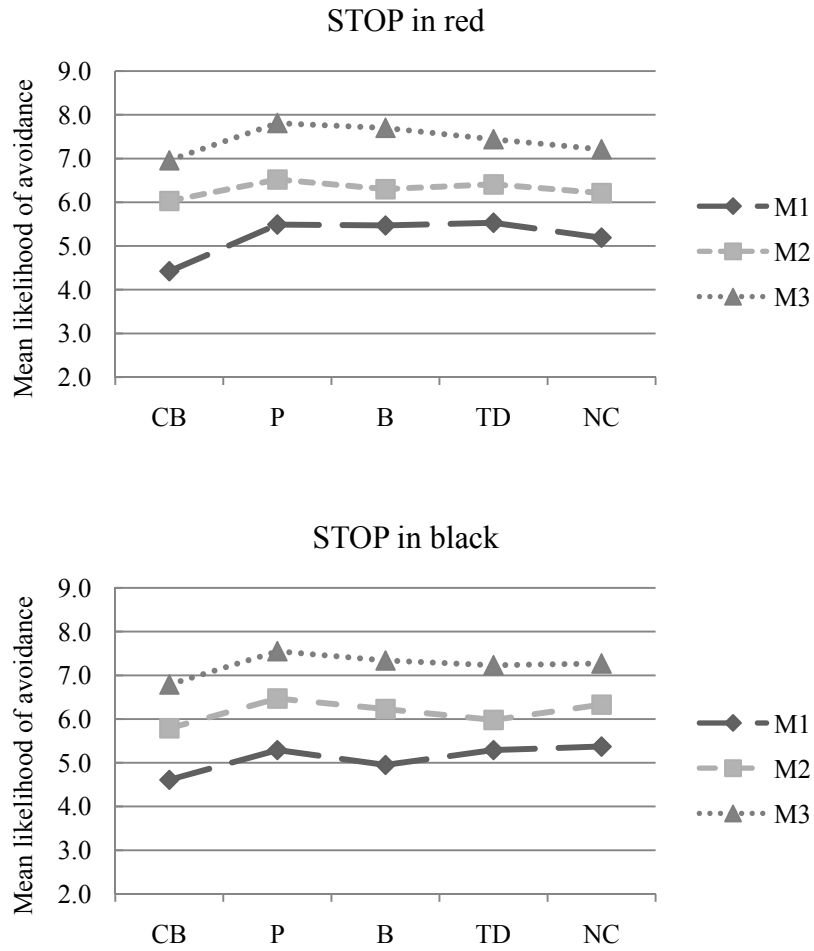 STOP in red
Mean likelihood of avoidance
9.0
8.0
7.0
6.0
5.0
4.0
3.0
2.0
CB P B TD NC
M1
M2
M3
STOP in black
Mean likelihood of avoidance
9.0
8.0
7.0
6.0
5.0
4.0
3.0
2.0
CB P B TD NC
M1
M2
M3